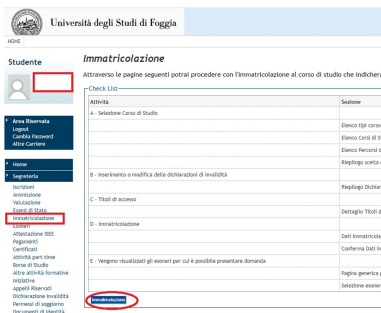 Università degli Studi di Foggia
HOME
Studente
Area Riservata
Logout
Cambia Password
Altre Carriere
Home
Segreteria
Iscrizioni
Ammissione
Valutazione
Esami di Stato
Immatricolazione
Esoneri
Attestazione ISEE
Pagamenti
Certificati
Attività part-time
Borse di Studio
Altre attività formative
Iniziative
Appelli Riservati
Dichiarazione Invalidità
Permessi di soggiorno
Documenti di identità
Immatricolazione
Attraverso le pagine seguenti potrai procedere con l'immatricolazione al corso di studio che indicherai
Check List
Attività
Sezione
A - Selezione Corso di Studio
Elenco tipi corso
Elenco Corsi di S
Elenco Percorsi d
Riepilogo scelta d
B - Inserimento o modifica delle dichiarazioni di invalidità
Riepilogo Dichiar
C - Titoli di accesso
Dettaglio Titoli d
D - Immatricolazione
Dati immatricola
Conferma Dati im
E - Vengono visualizzati gli esoneri per cui è possibile presentare domanda
Pagina generica p
Selezione esoner
Immatricolazione